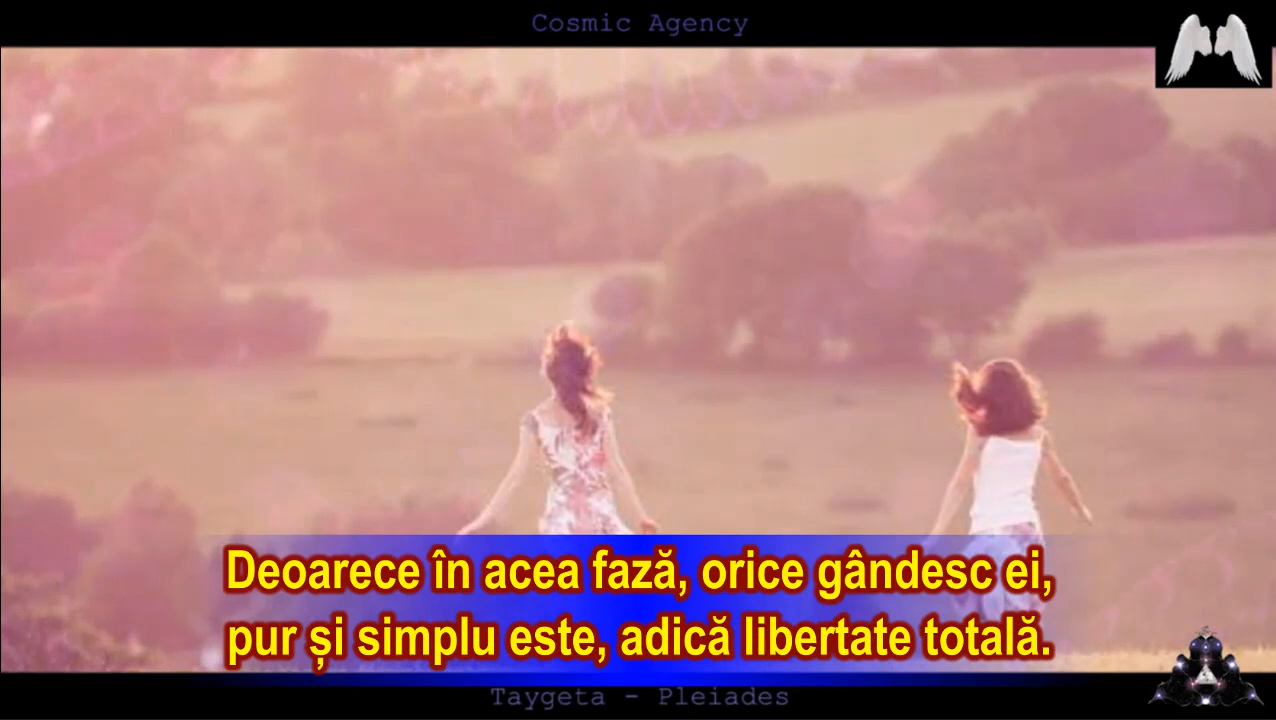 Cosmic Agency
Deoarece în acea fază, orice gândesc ei,
pur și simplu este, adică libertate totală.
Taygeta - Pleiades